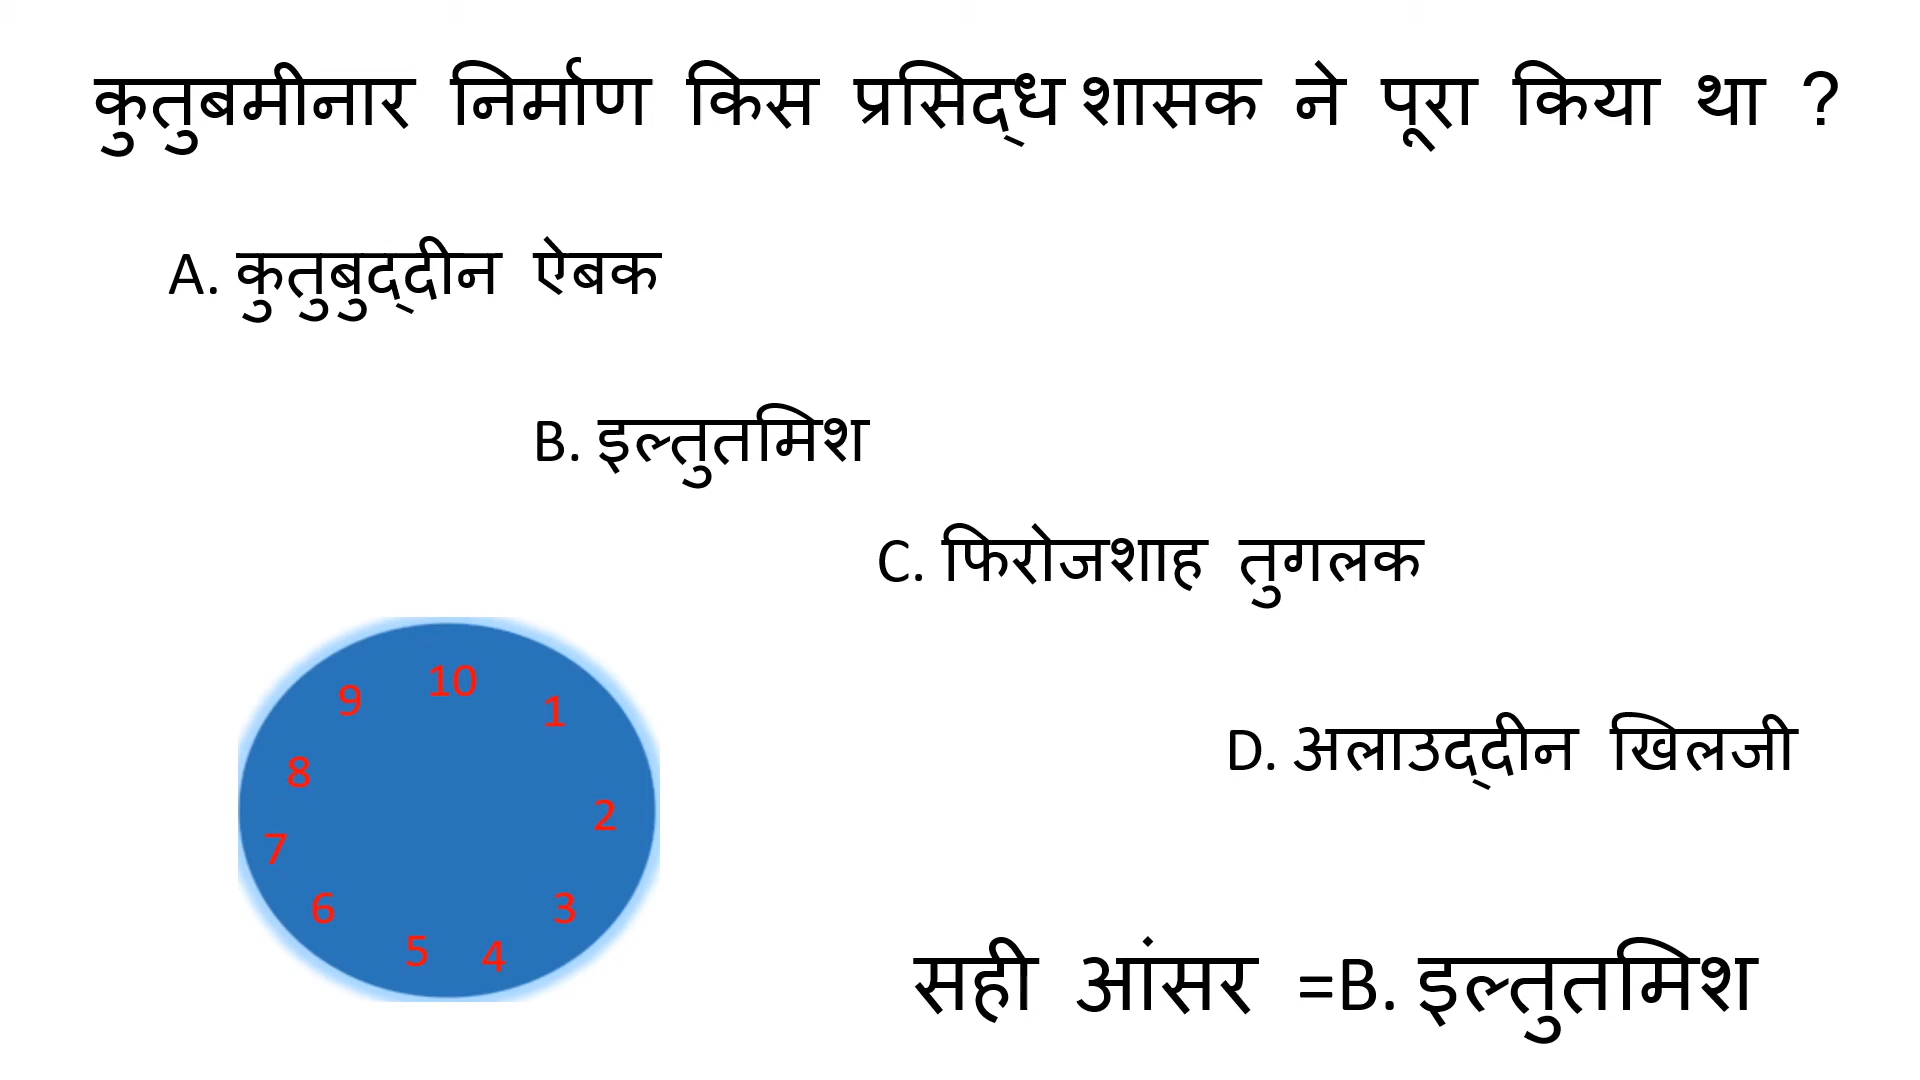 कुतुबमीनार निर्माण किस प्रसिद्ध शासक ने पूरा किया था ?
A. कुतुबुद्दीन ऐबक
B. इल्तुतमिश
C. फिरोजशाह तुगलक
D. अलाउद्दीन खिलजी
10
9
1
8
2
7
6
3
5
4
सही आंसर =B. इल्तुतमिश